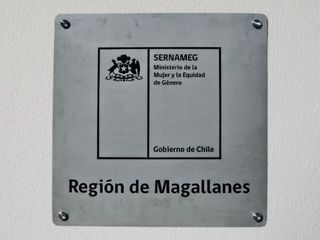 SERNAMEG
Ministerio de la
Mujer y la Equidad
de Género
Gobierno de Chile
Región de Magallanes